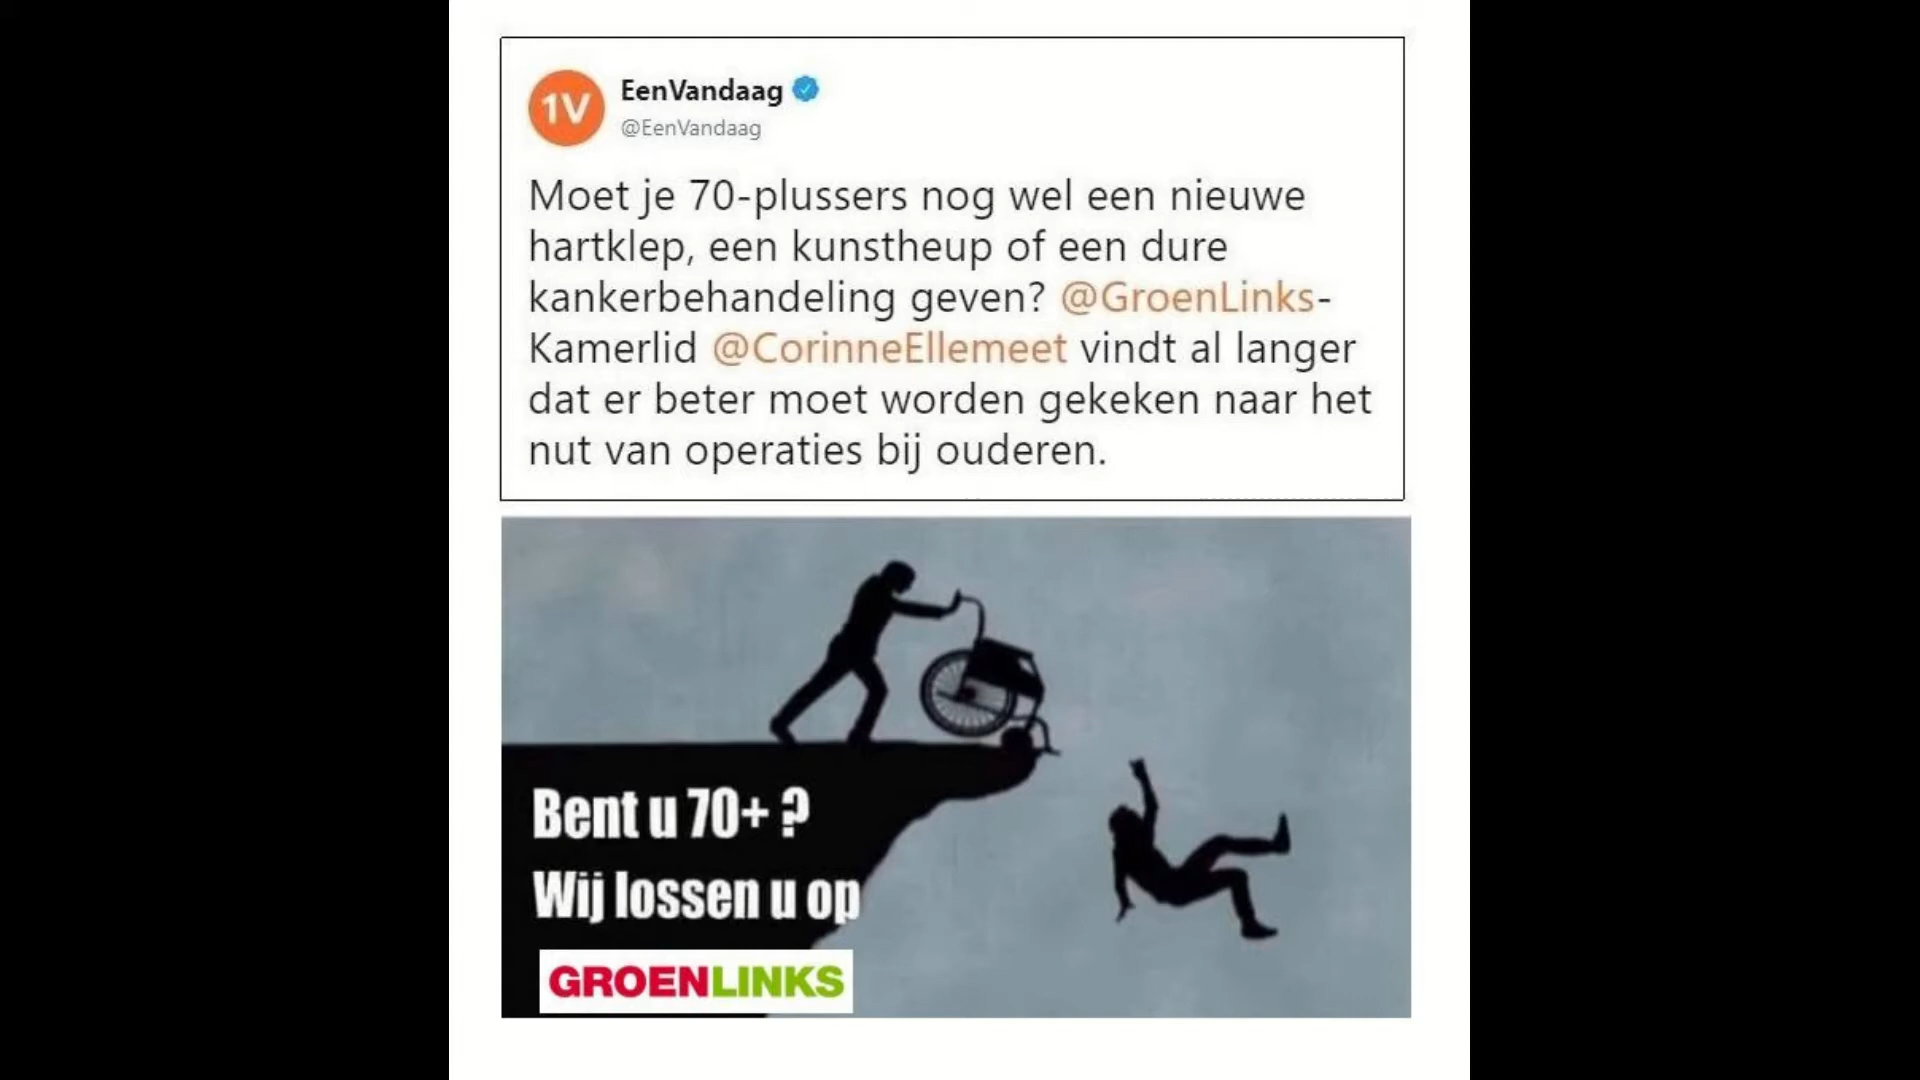 1V
EenVandaag
@EenVandaag
Moet je 70-plussers nog wel een nieuwe
hartklep, een kunstheup of een dure
kankerbehandeling geven? @GroenLinks-
Kamerlid @CorinneEllemeet vindt al langer
dat er beter moet worden gekeken naar het
nut van operaties bij ouderen.
Bent u 70+ ?
Wij lossen u op
GROENLINKS